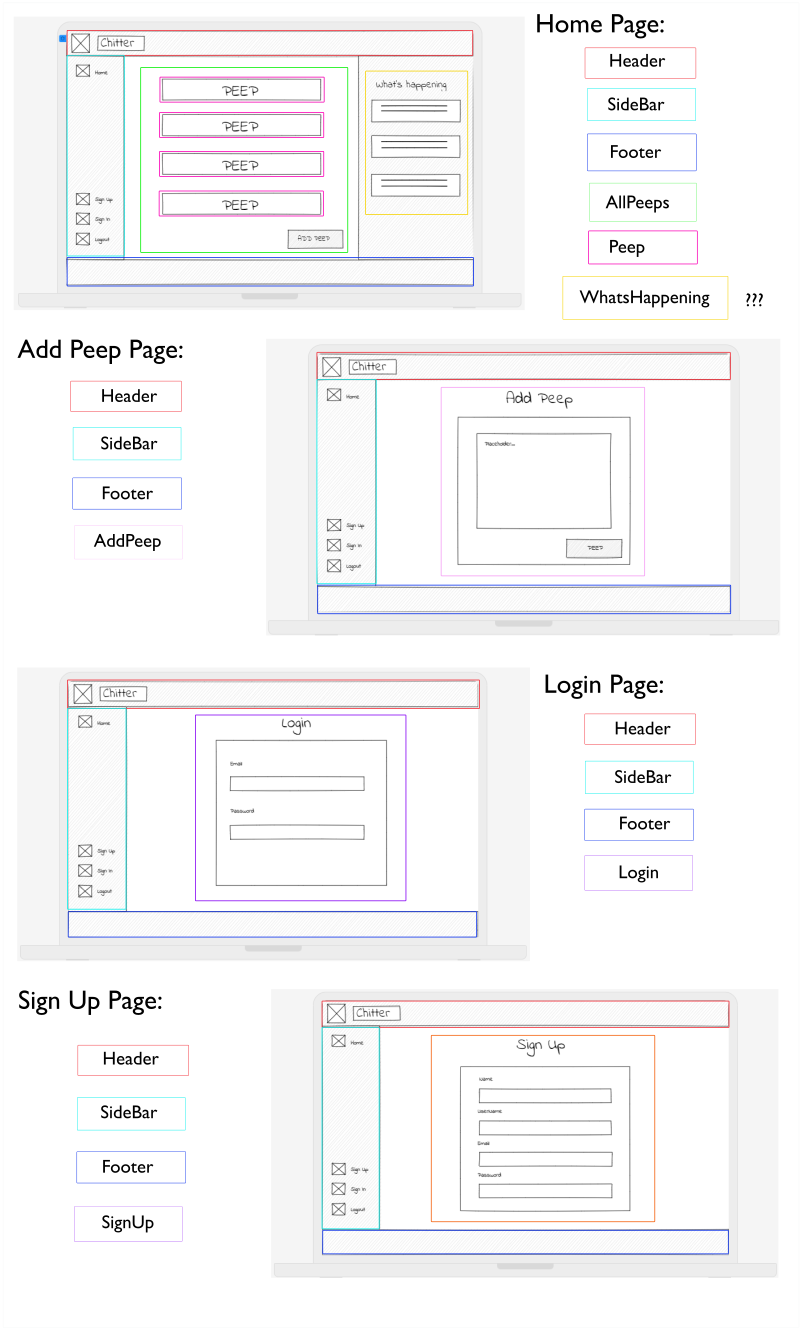 Home Page:
Chitter
Home
Sign Up
Sign In
Logout
PEEP
PEEP
PEEP
PEEP
ADD PEEP
What's happening
Header
SideBar
Footer
AllPeeps
Peep
WhatsHappening ???
Add Peep Page:
Header
SideBar
Footer
AddPeep
Chitter
Home
Sign Up
Sign In
Logout
Add Peep
Placeholder...
PEEP
Chitter
Home
Sign Up
Sign In
Logout
Login
Email
Password
Login Page:
Header
SideBar
Footer
Login
Sign Up Page:
Header
SideBar
Footer
SignUp
Chitter
Home
Sign Up
Sign In
Logout
Sign Up
Name
UserName
Email
Password